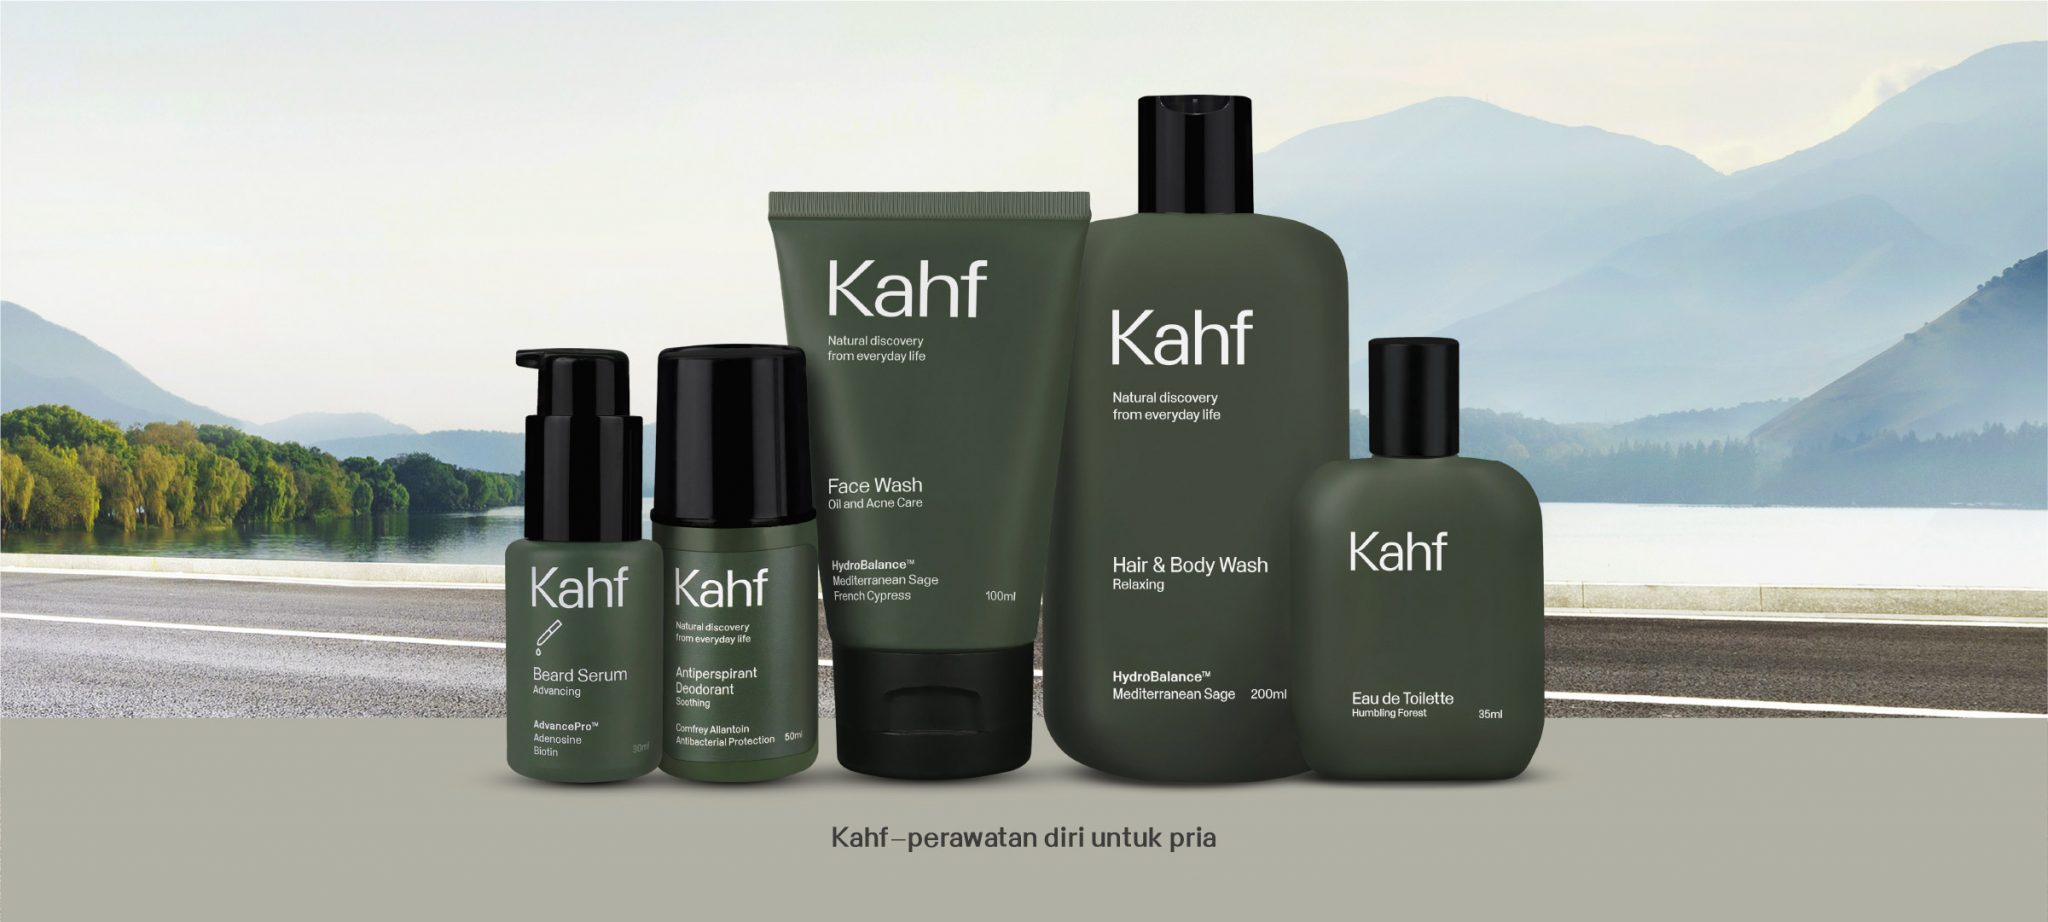 Kahf
Beard Serum
Advancing
AdvancePro™
Adenosine
Biotin
30ml
Kahf
Natural discovery
from everyday life
Antiperspirant
Deodorant
Soothing
Comfrey Allantoin
Antibacterial Protection 50ml
Kahf
Natural discovery
from everyday life
Face Wash
Oil and Acne Care
HydroBalance™
Mediterranean Sage
French Cypress 100ml
Kahf
Natural discovery
from everyday life
Hair & Body Wash
Relaxing
HydroBalance™
Mediterranean Sage 200ml
Kahf
Eau de Toilette
Humbling Forest 35ml
Kahf–perawatan diri untuk pria